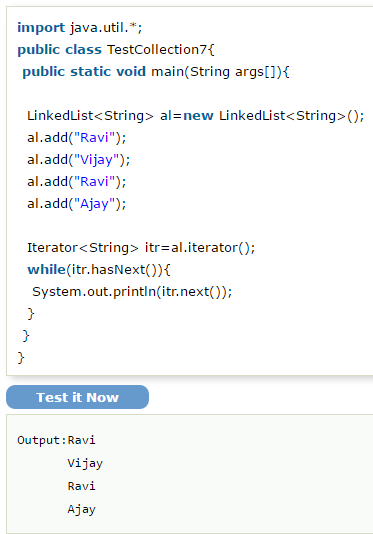 import java.util.*;
public class TestCollection7{
public static void main(String args[]){
LinkedList<String> al=new LinkedList<String>();
al.add("Ravi");
al.add("Vijay");
al.add("Ravi");
al.add("Ajay");
Iterator<String> itr=al.iterator();
while(itr.hasNext()){
System.out.println(itr.next());
}
}
}
Test it Now
Output:Ravi
Vijay
Ravi
Ajay